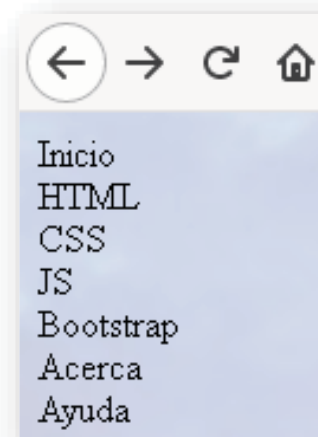 Inicio
HTML
CSS
JS
Bootstrap
Acerca
Ayuda